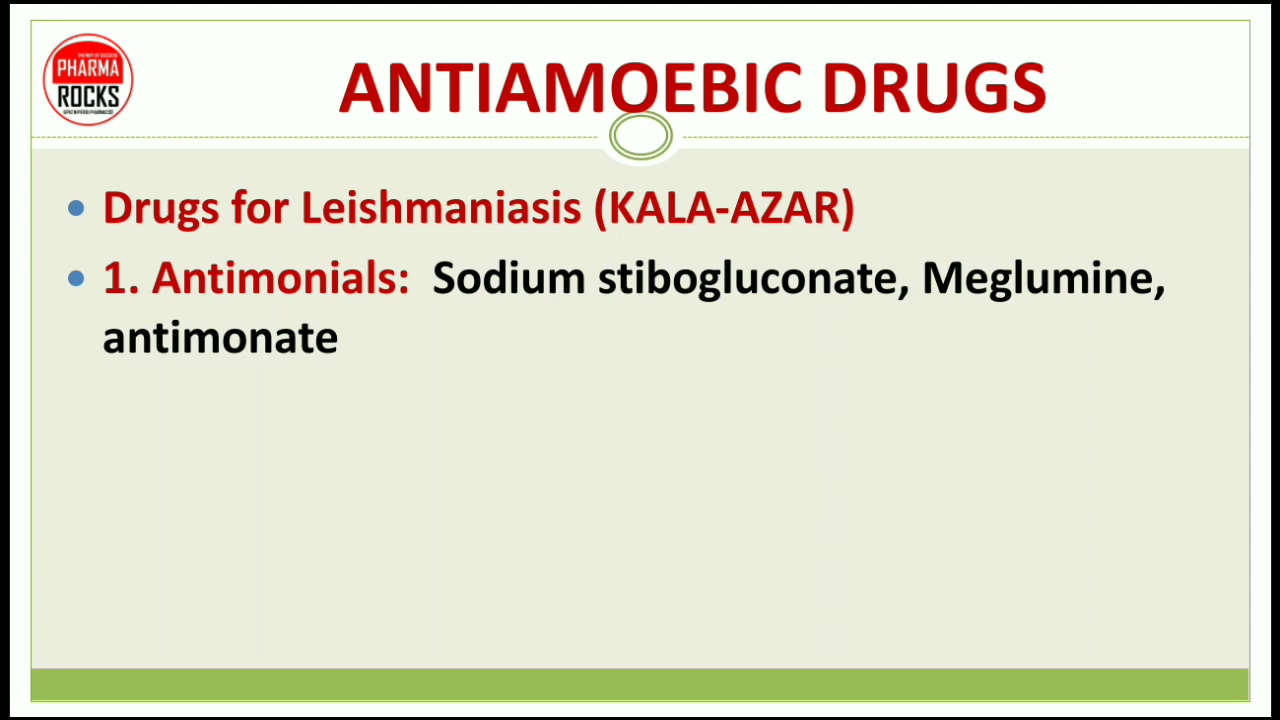 PHARMA
ROCKS
ANTIAMOEBIC DRUGS
Drugs for Leishmaniasis (KALA-AZAR)
1. Antimonials: Sodium stibogluconate, Meglumine,
antimonate